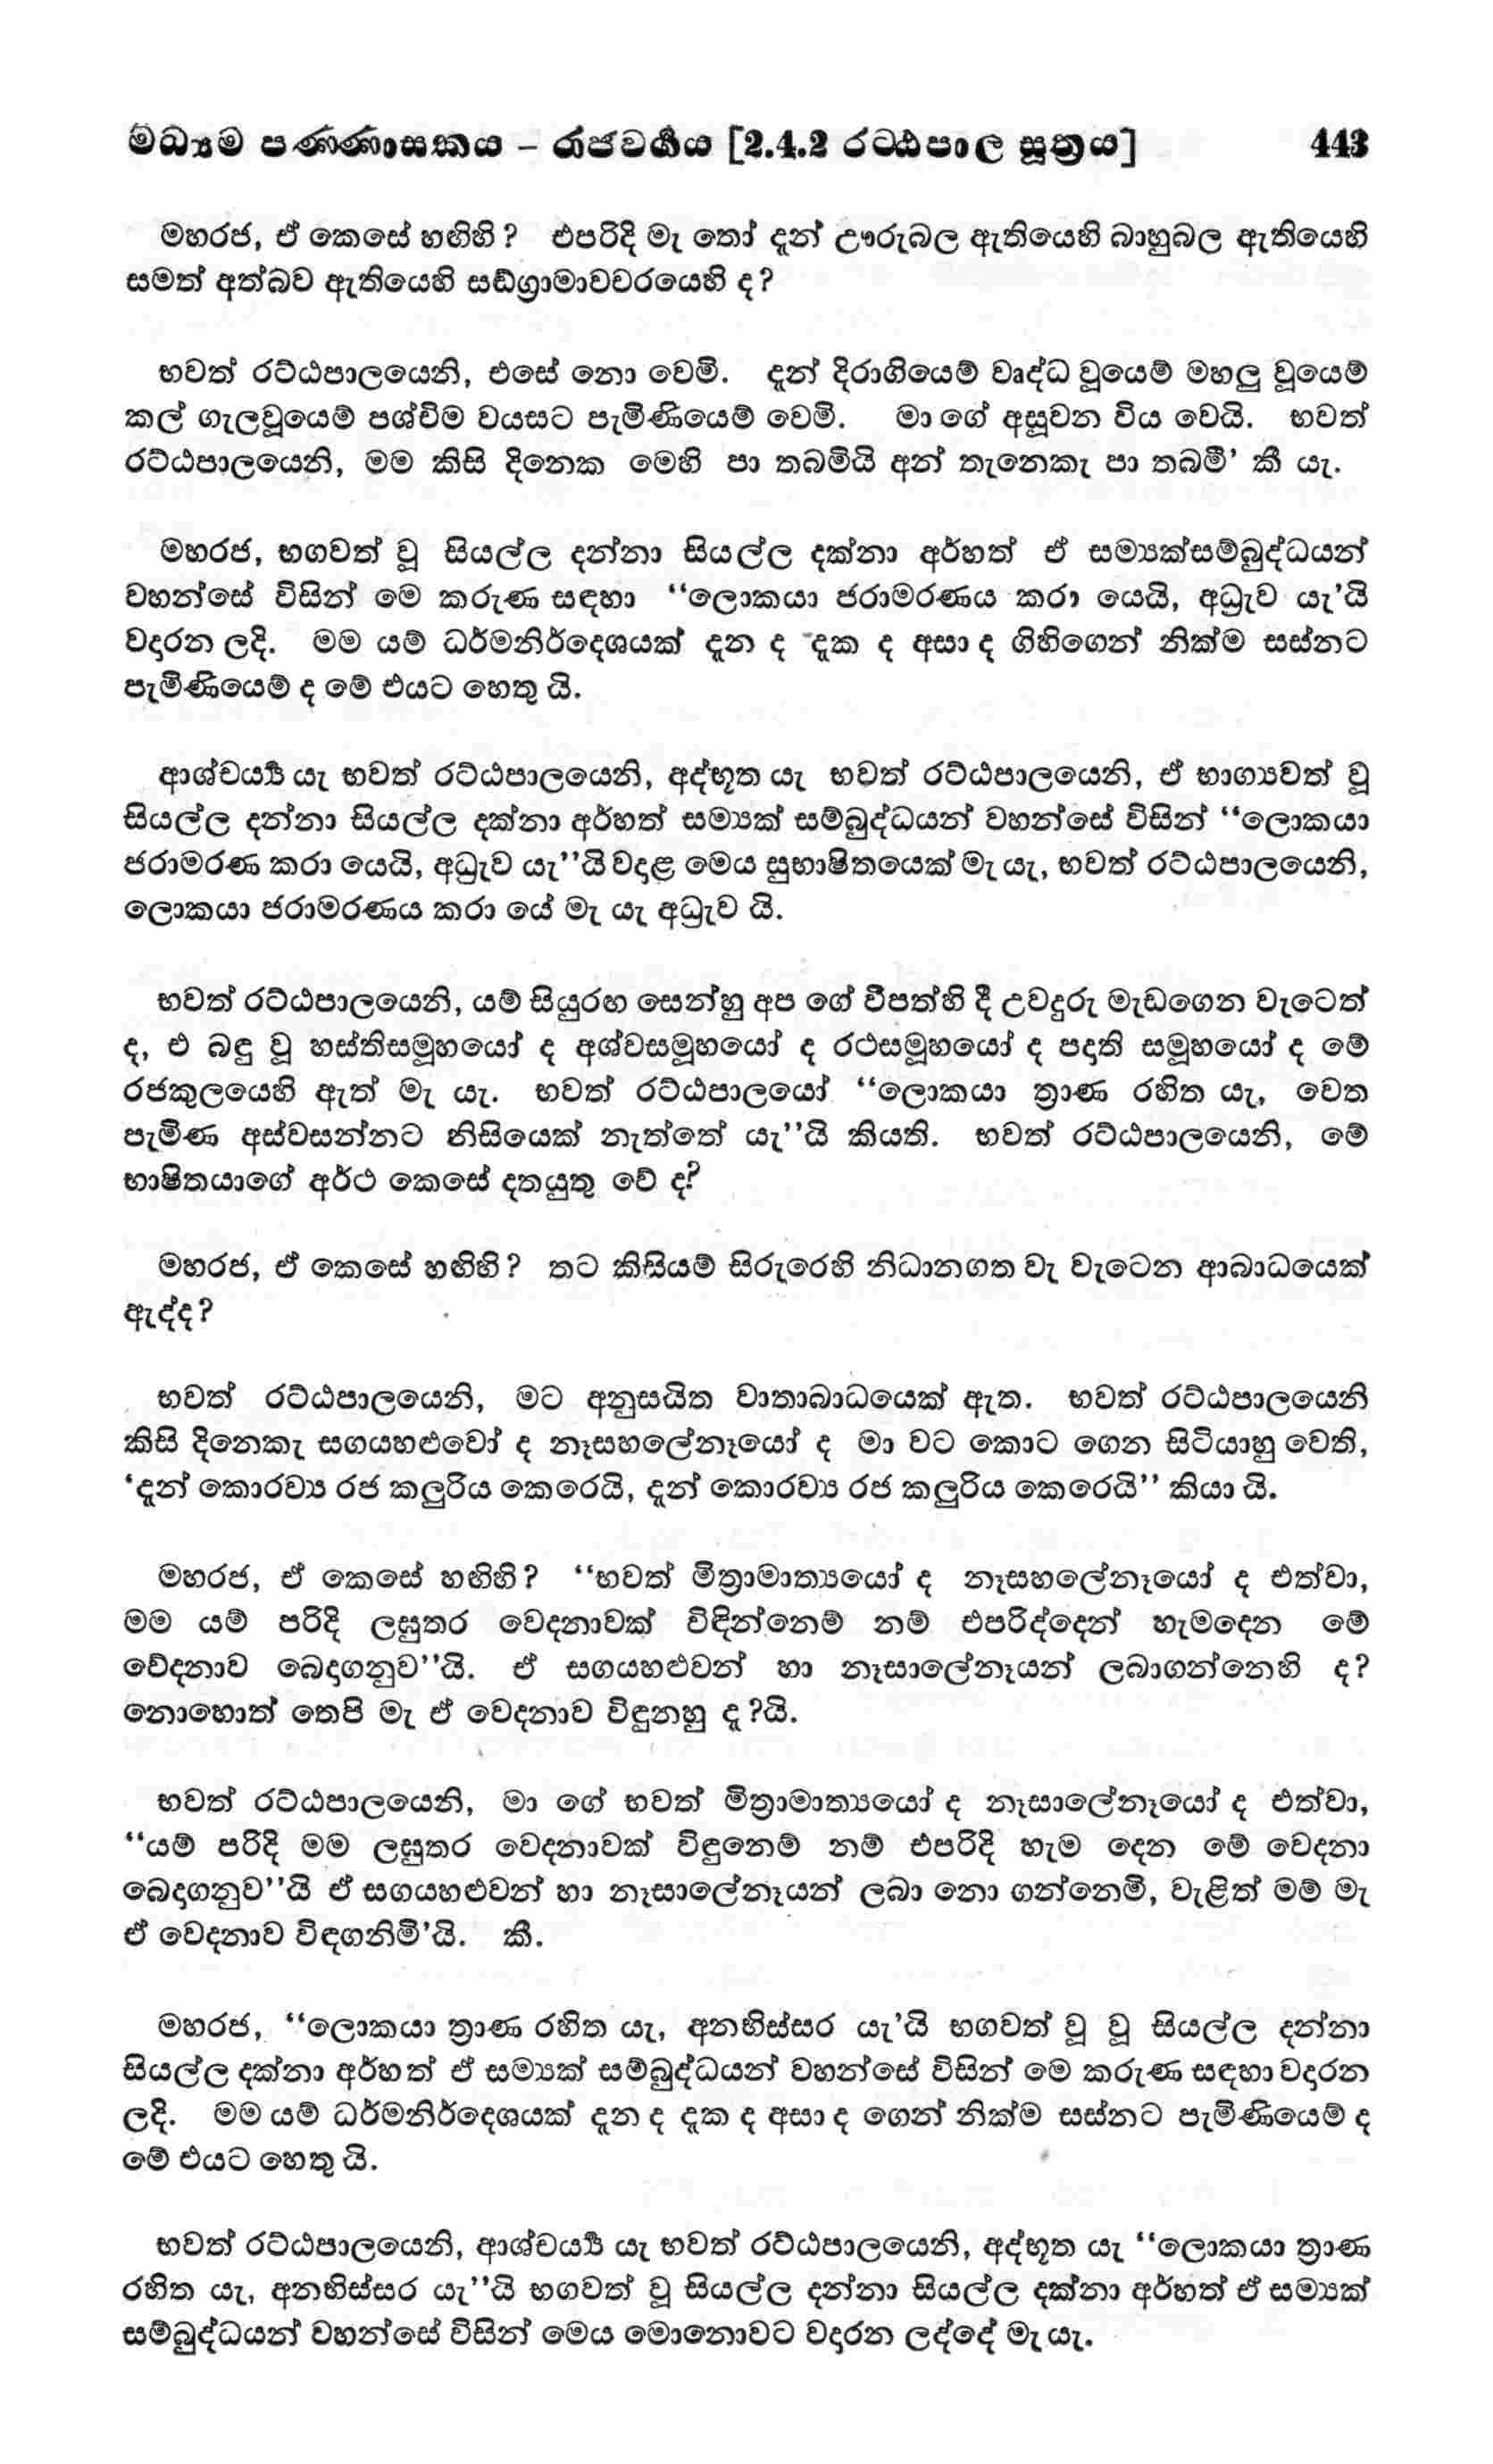 මධ්‍යම පණ්ණාසකය – රාජවර්‍ගය [2.4.2 රට්ඨපාල සූත්‍රය] 443
මහරජ, ඒ කෙසේ හඟිහි? එපරිදි මැ තෝ දැන් ඌරුබල ඇතියෙහි බාහුබල ඇතියෙහි
සමත් අත්බව ඇතියෙහි සඬ්ග්‍රාමාවචරයෙහි ද?
භවත් රට්ඨපාලයෙනි, එසේ නො වෙමි. දැන් දිරාගියෙම් වෘද්ධ වූයෙම් මහලු වූයෙම්
කල් ගැලවූයෙම් පශ්චිම වයසට පැමිණියෙම් වෙමි. මා ගේ අසූවන විය වෙයි. භවත්
රට්ඨපාලයෙනි, මම කිසි දිනෙක මෙහි පා තබමියි අන් තැනෙකැ පා තබමී’ කී යැ.
මහරජ, භගවත් වූ සියල්ල දන්නා සියල්ල දක්නා අර්හත් ඒ සම්‍යක්සම්බුද්ධයන්
වහන්සේ විසින් මෙ කරුණ සඳහා “ලොකයා ජරාමරණය කරා යෙයි, අධ්‍රැව යැ’යි
වදාරන ලදි. මම යම් ධර්මනිර්දෙශයක් දැන ද දැක ද අසා ද ගිහිගෙන් නික්ම සස්නට
පැමිණියෙම් ද මේ එයට හෙතු යි.
ආශ්චර්‍ය්‍ය යැ භවත් රට්ඨපාලයෙනි, අද්භූත යැ භවත් රට්ඨපාලයෙනි, ඒ භාග්‍යවත් වූ
සියල්ල දන්නා සියල්ල දක්නා අර්හත් සම්‍යක් සම්බුද්ධයන් වහන්සේ විසින් “ලොකයා
ජරාමරණ කරා යෙයි, අධ්‍රැව යැ”යි වදාළ මෙය සුභාෂිතයෙක් මැ යැ, භවත් රට්ඨපාලයෙනි,
ලොකයා ජරාමරණය කරා යේ මැ යැ අධ්‍රැව යි.
භවත් රට්ඨපාලයෙනි, යම් සියුරඟ සෙන්හු අප ගේ විපත්හි දී උවදුරු මැඩගෙන වැටෙත්
ද, එ බඳු වූ හස්තිසමූහයෝ ද අශ්වසමූහයෝ ද රථසමූහයෝ ද පදාති සමූහයෝ ද මේ
රජකුලයෙහි ඇත් මැ යැ. භවත් රට්ඨපාලයෝ “ලොකයා ත්‍රාණ රහිත යැ, වෙත
පැමිණ අස්වසන්නට නිසියෙක් නැත්තේ යැ”යි කියති. භවත් රට්ඨපාලයෙනි, මේ
භාෂිතයාගේ අර්ථ කෙසේ දතයුතු වේ ද?
මහරජ, ඒ කෙසේ හඟිහි? තට කිසියම් සිරුරෙහි නිධානගත වැ වැටෙන ආබාධයෙක්
ඇද්ද?
භවත් රට්ඨපාලයෙනි, මට අනුසයිත වාතාබාධයෙක් ඇත. භවත් රට්ඨපාලයෙනි
කිසි දිනෙකැ සගයහළුවෝ ද නෑසහලේනෑයෝ ද මා වට කොට ගෙන සිටියාහු වෙති,
‘දැන් කොරව්‍ය රජ කලුරිය කෙරෙයි, දැන් කොරව්‍ය රජ කලුරිය කෙරෙයි” කියා යි.
මහරජ, ඒ කෙසේ හඟිහි? “භවත් මිත්‍රාමාත්‍යයෝ ද නෑසහලේනෑයෝ ද එත්වා,
මම යම් පරිදි ලඝුතර වෙදනාවක් විඳින්නෙම් නම් එපරිද්දෙන් හැමදෙන මේ
වේදනාව බෙදාගනුව”යි. ඒ සගයහළුවන් හා නෑසාලේනෑයන් ලබාගන්නෙහි ද?
නොහොත් තෙපි මැ ඒ වෙදනාව විඳුනහු දැ?යි.
භවත් රට්ඨපාලයෙනි, මා ගේ භවත් මිත්‍රාමාත්‍යයෝ ද නෑසාලේනෑයෝ ද එත්වා,
“යම් පරිදි මම ලඝුතර වෙදනාවක් විඳුනෙම් නම් එපරිදි හැම දෙන මේ වෙදනා
බෙදාගනුව”යි ඒ සගයහළුවන් හා නෑසාලේනෑයන් ලබා නො ගන්නෙමි, වැළිත් මම් මැ
ඒ වෙදනාව විඳගනිමි’යි. කී.
මහරජ, “ලොකයා ත්‍රාණ රහිත යැ, අනභිස්සර යැ’යි භගවත් වූ වූ සියල්ල දන්නා
සියල්ල දක්නා අර්හත් ඒ සම්‍යක් සම්බුද්ධයන් වහන්සේ විසින් මෙ කරුණ සඳහා වදාරන
ලදි. මම යම් ධර්මනිර්දෙශයක් දැන ද දැක ද අසා ද ගෙන් නික්ම සස්නට පැමිණියෙම් ද
මේ එයට හෙතු යි.
භවත් රට්ඨපාලයෙනි, ආශ්චර්‍ය්‍ය යැ භවත් රට්ඨපාලයෙනි, අද්භූත යැ “ලොකයා ත්‍රාණ
රහිත යැ, අනභිස්සර යැ”යි භගවත් වූ සියල්ල දන්නා සියල්ල දක්නා අර්හත් ඒ සම්‍යක්
සම්බුද්ධයන් වහන්සේ විසින් මෙය මොනොවට වදාරන ලද්දේ මැ යැ.